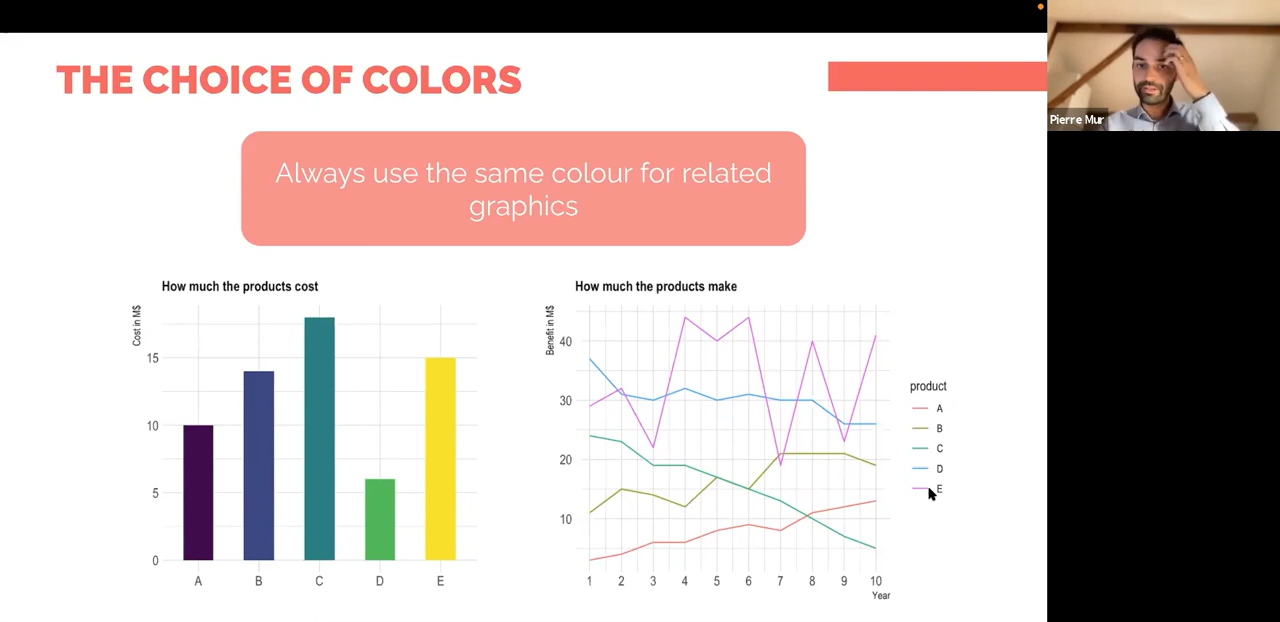 THE CHOICE OF COLORS
Pierre Mur
Always use the same colour for related
graphics
How much the products cost
Cost in M$
15
10
5
0
A B C D E
How much the products make
Benefit in M$
40
30
20
10
1 2 3 4 5 6 7 8 9 10
Year
product
A
B
C
D
E